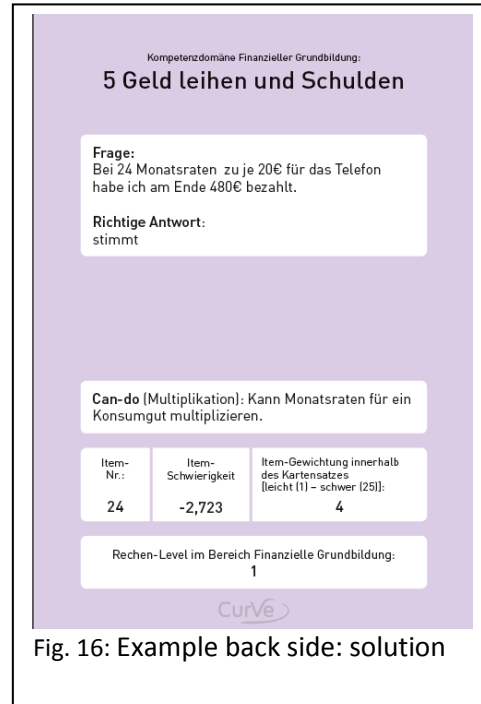 Kompetenzdomäne Finanzieller Grundbildung:
5 Geld leihen und Schulden
Frage:
Bei 24 Monatsraten zu je 20€ für das Telefon
habe ich am Ende 480€ bezahlt.
Richtige Antwort:
stimmt
Can-do (Multiplikation): Kann Monatsraten für ein
Konsumgut multiplizieren.
Item-
Nr.:
24
Item-
Schwierigkeit
-2,723
Item-Gewichtung innerhalb
des Kartensatzes
[leicht (1) – schwer (25)]:
4
Rechen-Level im Bereich Finanzielle Grundbildung:
1
CurVe
Fig. 16: Example back side: solution